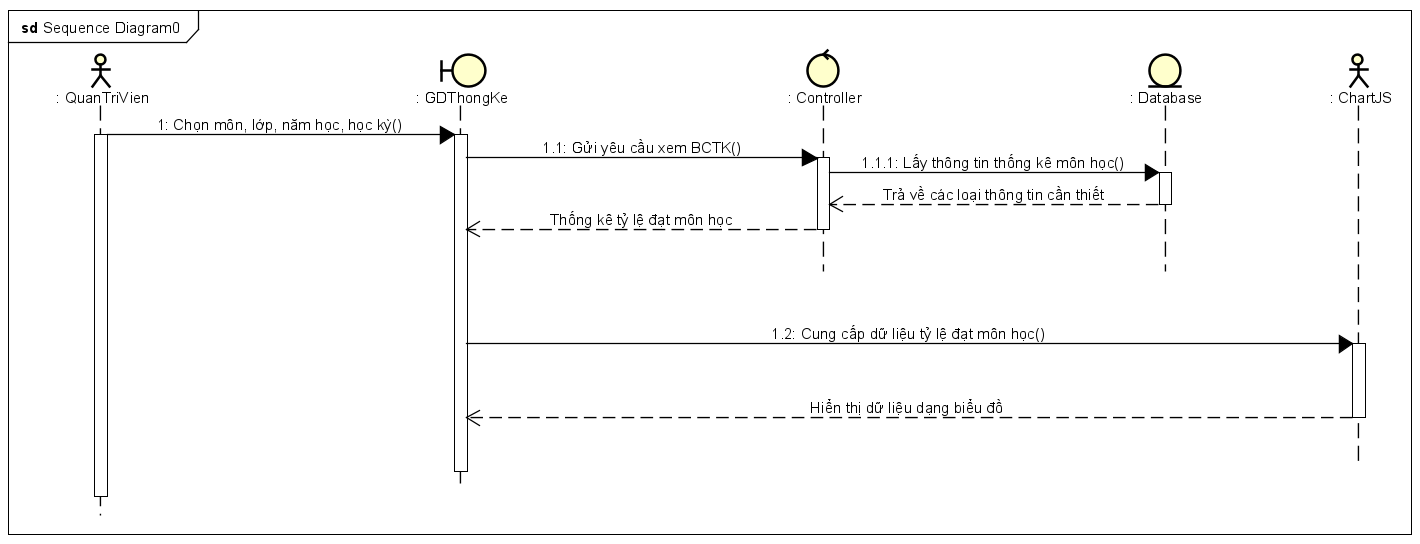 sd Sequence Diagram0
: QuanTriVien
: GDThongKe
: Controller
: Database
: ChartJS
1: Chọn môn, lớp, năm học, học kỳ()
1.1: Gửi yêu cầu xem BCTK()
1.1.1: Lấy thông tin thống kê môn học()
Trả về các loại thông tin cần thiết
Thống kê tỷ lệ đạt môn học
1.2: Cung cấp dữ liệu tỷ lệ đạt môn học()
Hiển thị dữ liệu dạng biểu đồ